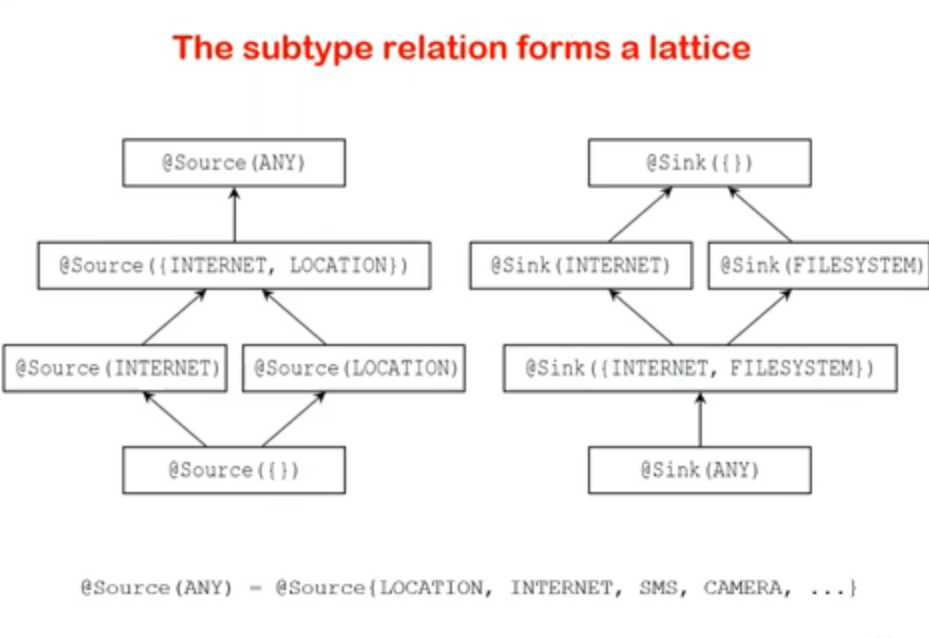 The subtype relation forms a lattice
@Source(ANY)
@Source({INTERNET, LOCATION})
@Source(INTERNET)
@Source(LOCATION)
@Source({})
@Sink({})
@Sink(INTERNET)
@Sink(FILESYSTEM)
@Sink({INTERNET, FILESYSTEM})
@Sink(ANY)
@Source(ANY) = @Source{LOCATION, INTERNET, SMS, CAMERA, ...}